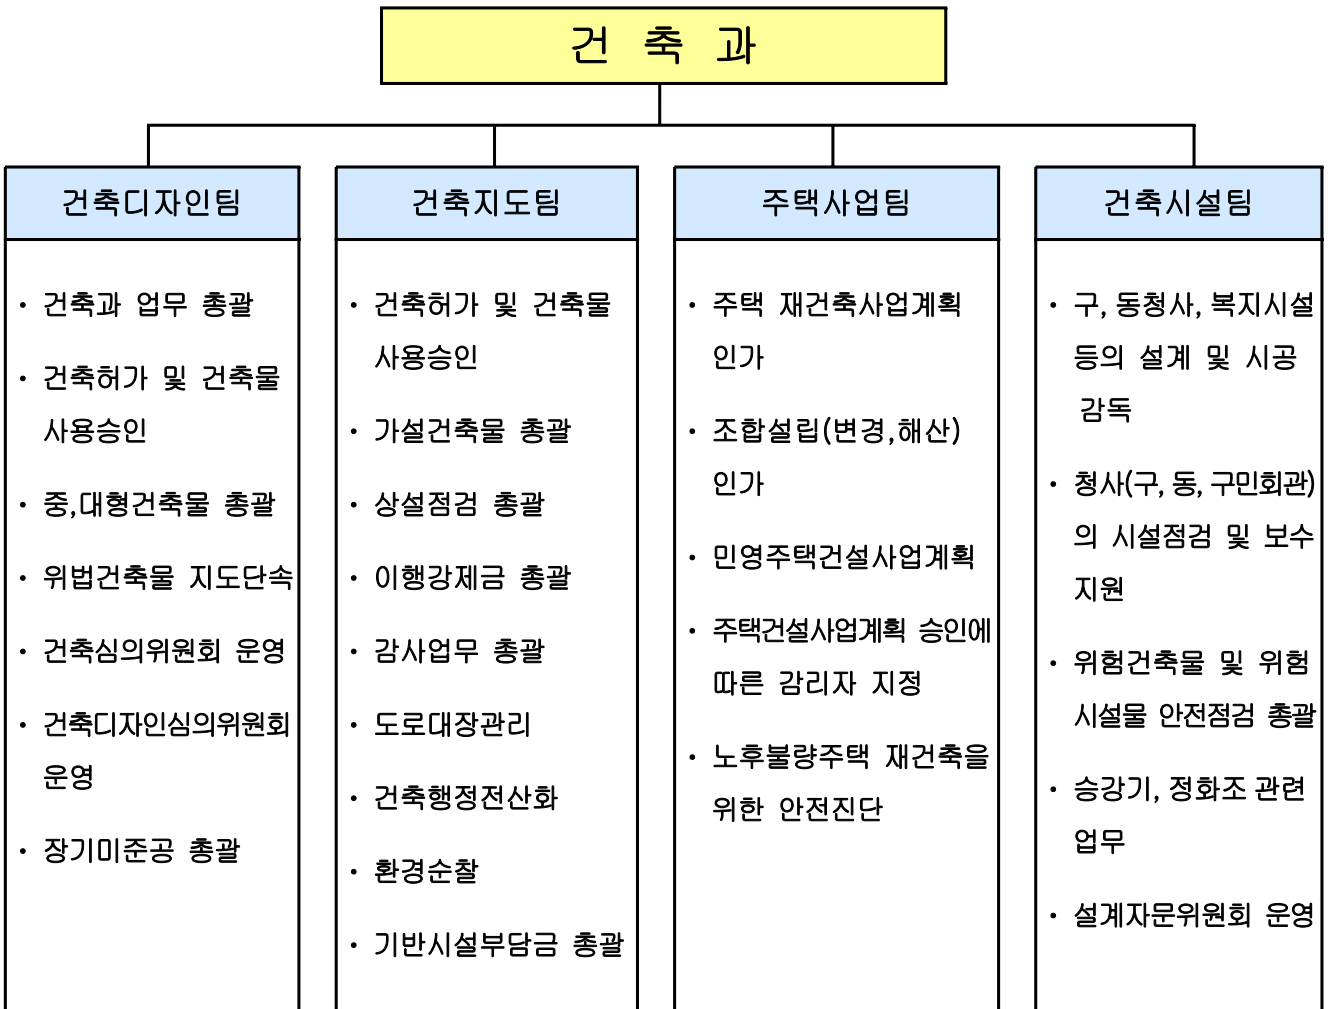 건 축 과
건축디자인팀
· 건축과 업무 총괄
· 건축허가 및 건축물
사용승인
· 중,대형건축물 총괄
· 위법건축물 지도단속
· 건축심의위원회 운영
· 건축디자인심의위원회
운영
· 장기미준공 총괄
건축지도팀
· 건축허가 및 건축물
사용승인
· 가설건축물 총괄
· 상설점검 총괄
· 이행강제금 총괄
· 감사업무 총괄
· 도로대장관리
· 건축행정전산화
· 환경순찰
· 기반시설부담금 총괄
주택사업팀
· 주택 재건축사업계획
인가
· 조합설립(변경,해산)
인가
· 민영주택건설사업계획
· 주택건설사업계획 승인에
따른 감리자 지정
· 노후불량주택 재건축을
위한 안전진단
건축시설팀
· 구, 동청사, 복지시설
등의 설계 및 시공
감독
· 청사(구, 동, 구민회관)
의 시설점검 및 보수
지원
· 위험건축물 및 위험
시설물 안전점검 총괄
· 승강기, 정화조 관련
업무
· 설계자문위원회 운영